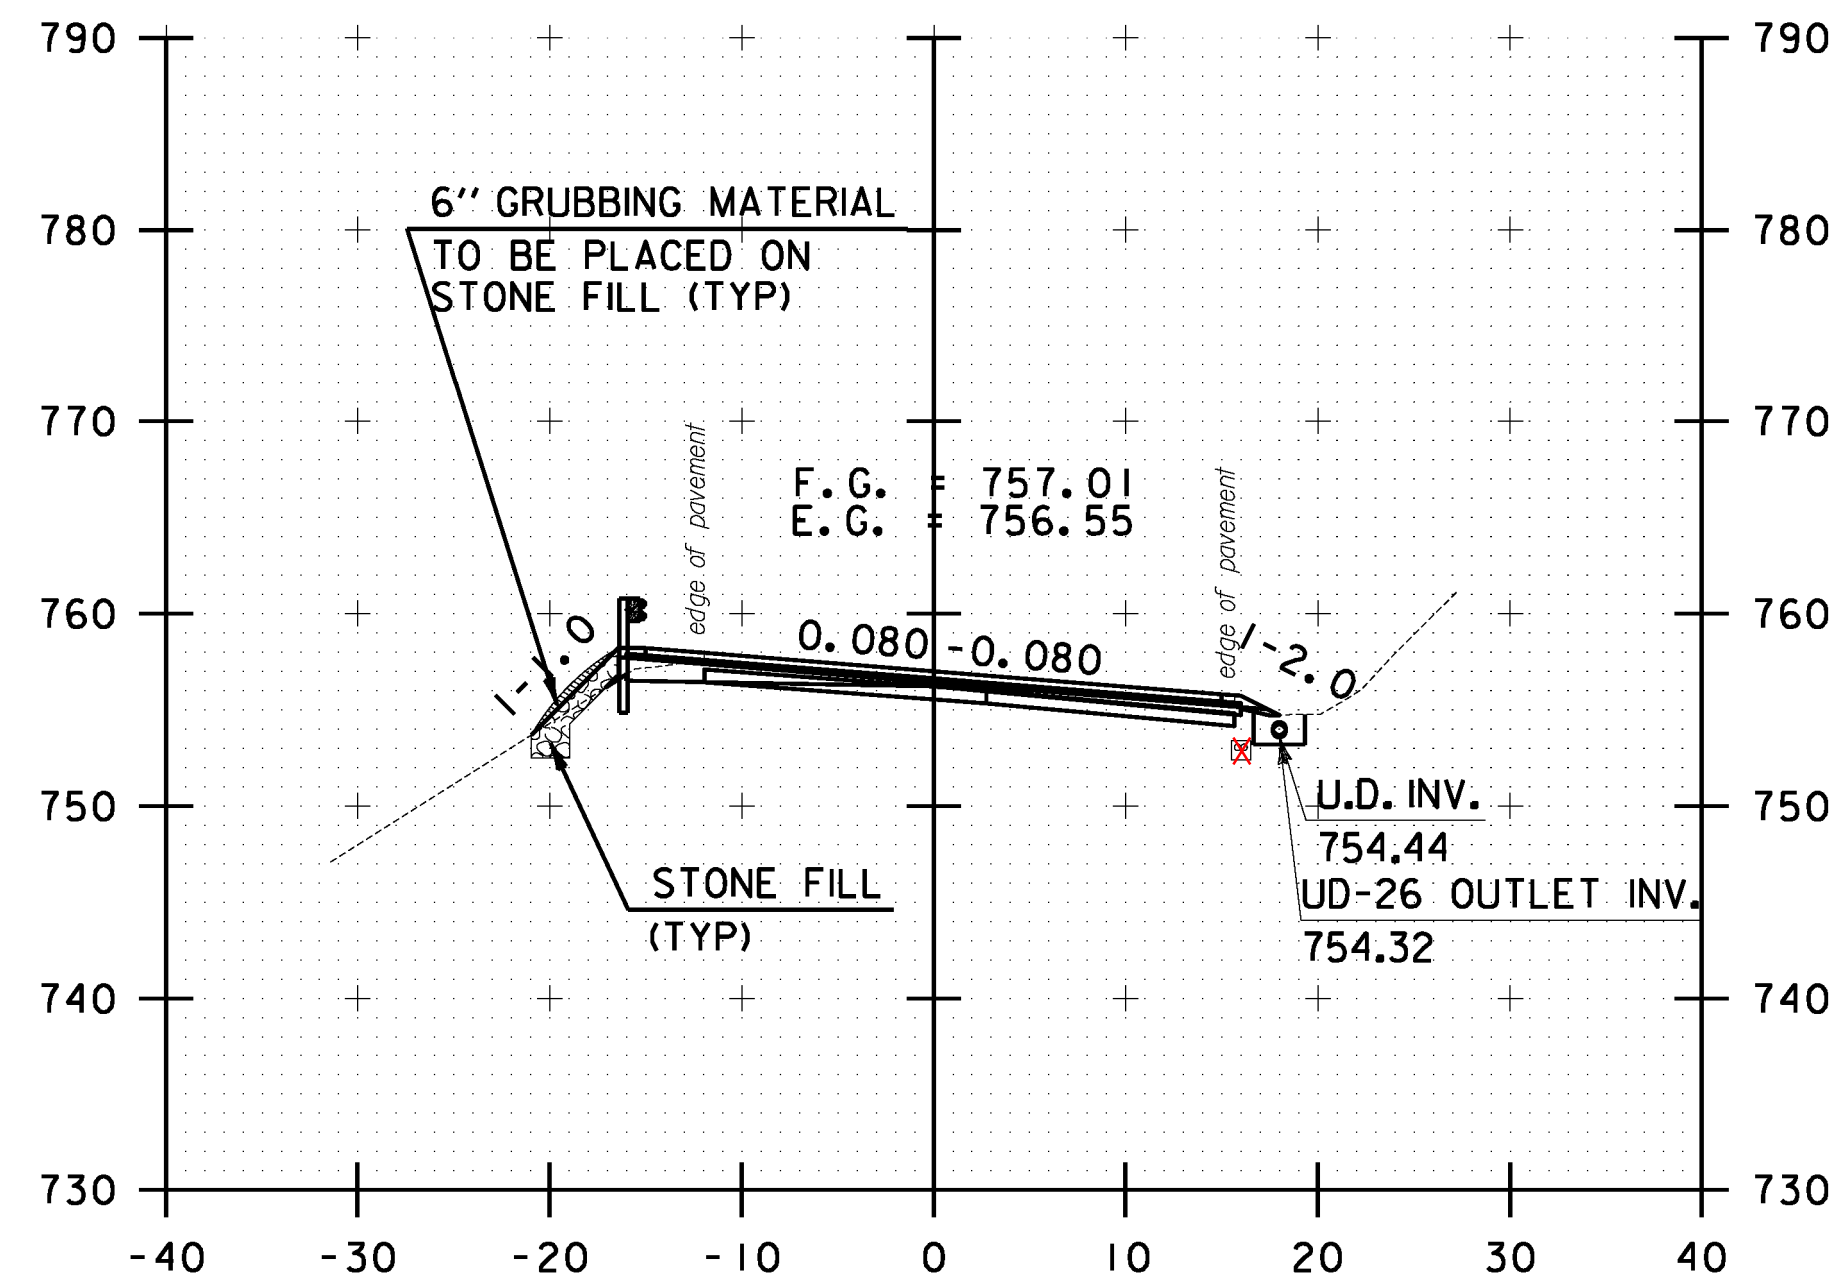 790
790
6'' GRUBBING MATERIAL
780
780
TO BE PLACED ON
STONE FILL (TYP)
770
770
edge of pavement
F.G. = 757.01
E.G. = 756.55
edge of pavement
760
760
0.080
-0.080
1-2.0
750
750
U.D. INV.
754.44
STONE FILL
(TYP)
UD-26 OUTLET INV.
754.32
740
740
730
730
-40
-30
-20
-10
0
10
20
30
40